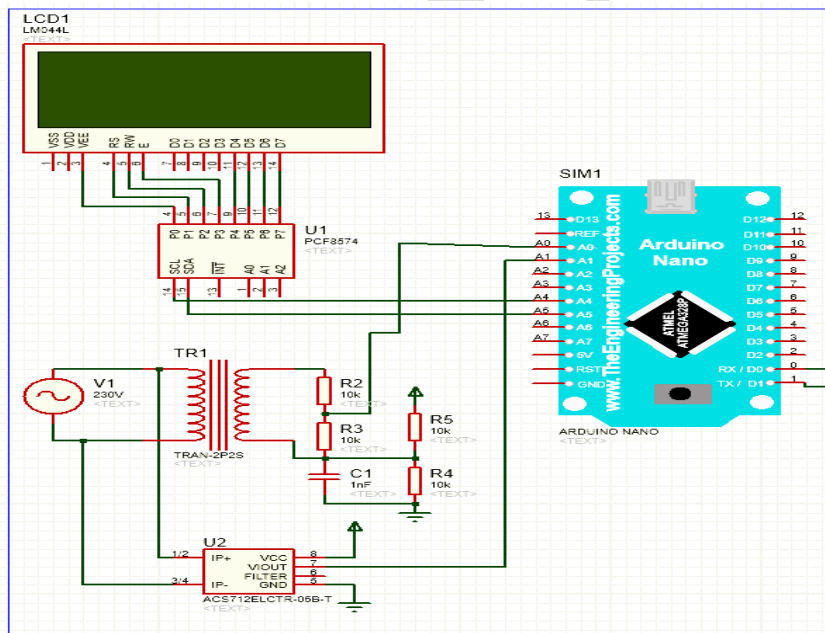 LCD1
LM044L
<TEXT>
VSS VDD VEE RS RW E D0 D1 D2 D3 D4 D5 D6 D7
1 2 3 4 5 6 7 8 9 10 11 12 13 14
4 5 6 7 9 10 11 12
P0 P1 P2 P3 P4 P5 P6 P7
U1
PCF8574
<TEXT>
SCL SDA INT A0 A1 A2
14 15 13 1 2 3
SIM1
13 D13
REF
A0 A0
A1 A1
A2 A2
A3 A3
A4 A4
A5 A5
A6 A6
A7 A7
5V
RST
GND
www.TheEngineeringProjects.com
Arduino
Nano
ATMEL
ATMEGA328P
D12 12
D11 11
D10 10
D9 9
D8 8
D7 7
D6 6
D5 5
D4 4
D3 3
D2 2
RX / D0 0
TX / D1 1
ARDUINO NANO
<TEXT>
V1
230V
<TEXT>
TR1
TRAN-2P2S
<TEXT>
R2
10k
<TEXT>
R3
10k
<TEXT>
R5
10k
<TEXT>
C1
1nF
<TEXT>
R4
10k
<TEXT>
U2
1/2 IP+ VCC 8
VIOUT 7
FILTER 6
3/4 IP- GND 5
ACS712ELCTR-05B-T
<TEXT>